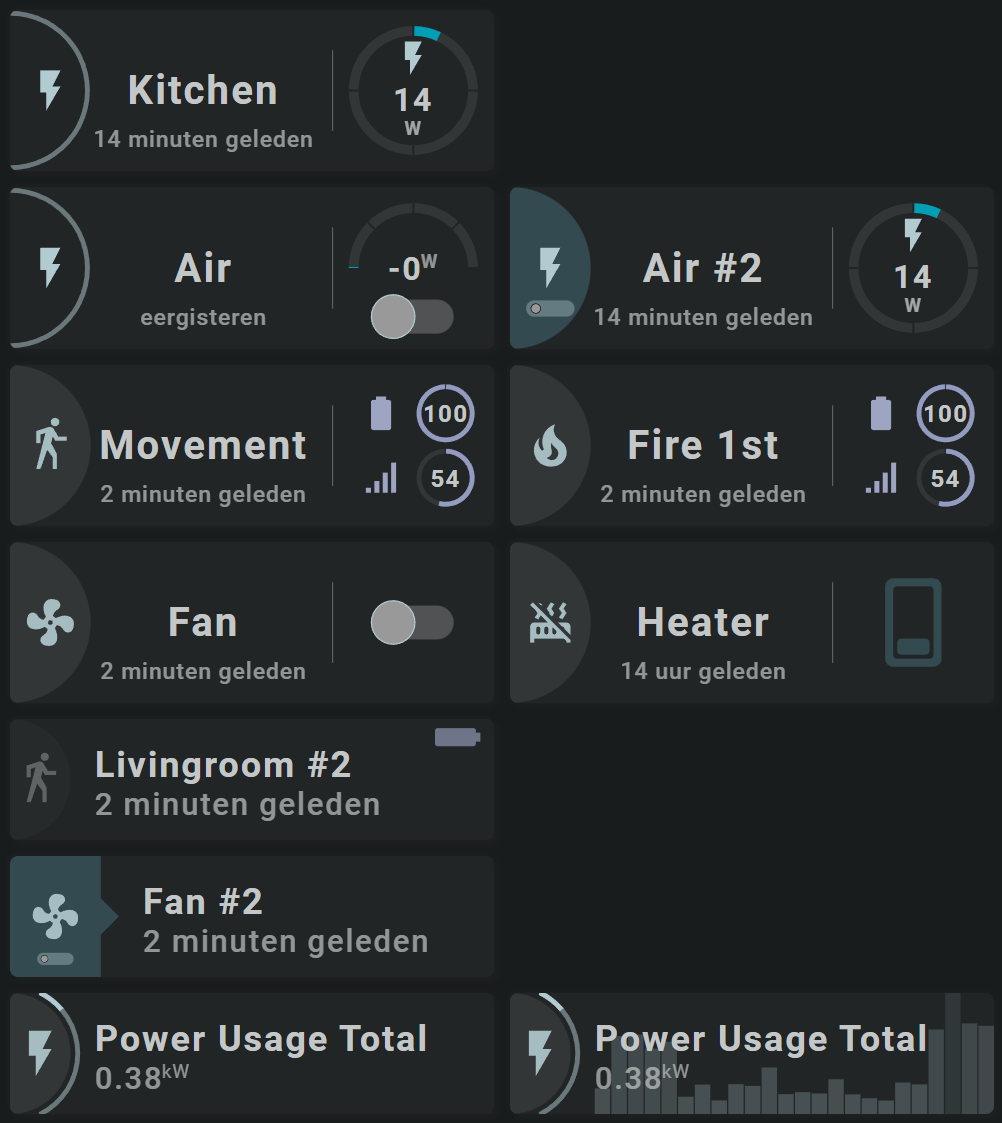 Kitchen
14 minuten geleden
14
W
Air
eergisteren
-0W
Air #2
14 minuten geleden
14
W
Movement
2 minuten geleden
100
54
Fire 1st
2 minuten geleden
100
54
Fan
2 minuten geleden
Heater
14 uur geleden
Livingroom #2
2 minuten geleden
Fan #2
2 minuten geleden
Power Usage Total
0.38kW
Power Usage Total
0.38kW